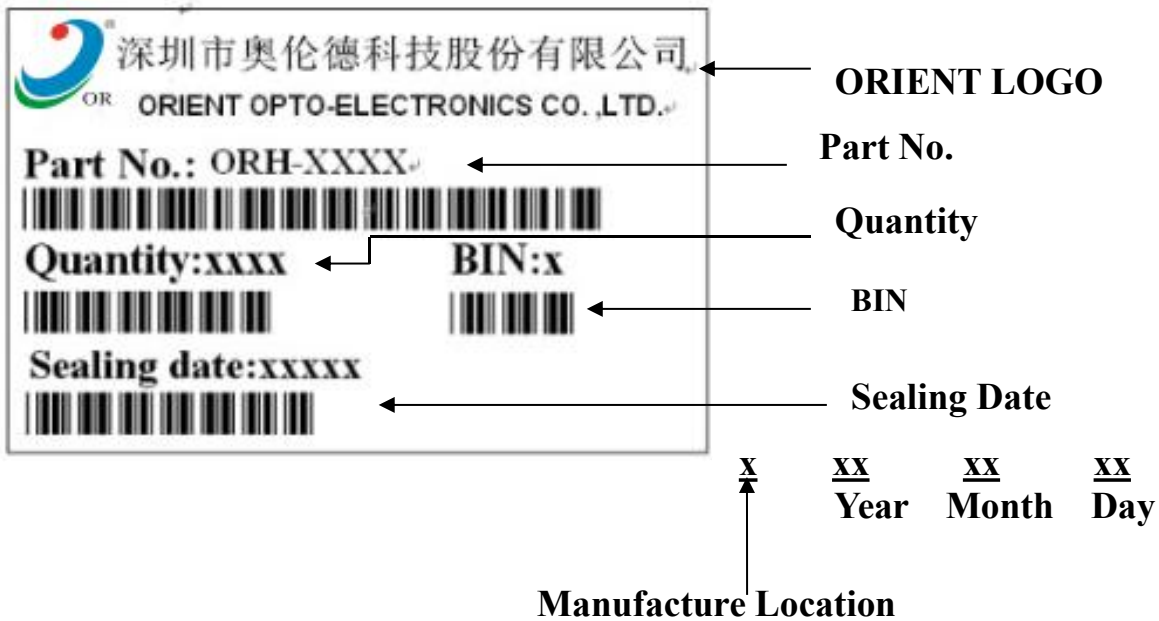 深圳市奥伦德科技股份有限公司
ORIENT LOGO
OR
®
ORIENT OPTO-ELECTRONICS CO. ,LTD.
Part No.: ORH-XXXX
Part No.
Quantity
Quantity:xxxx
BIN:x
BIN
Sealing date:xxxxx
Sealing Date
x xx xx xx
Year Month Day
Manufacture Location